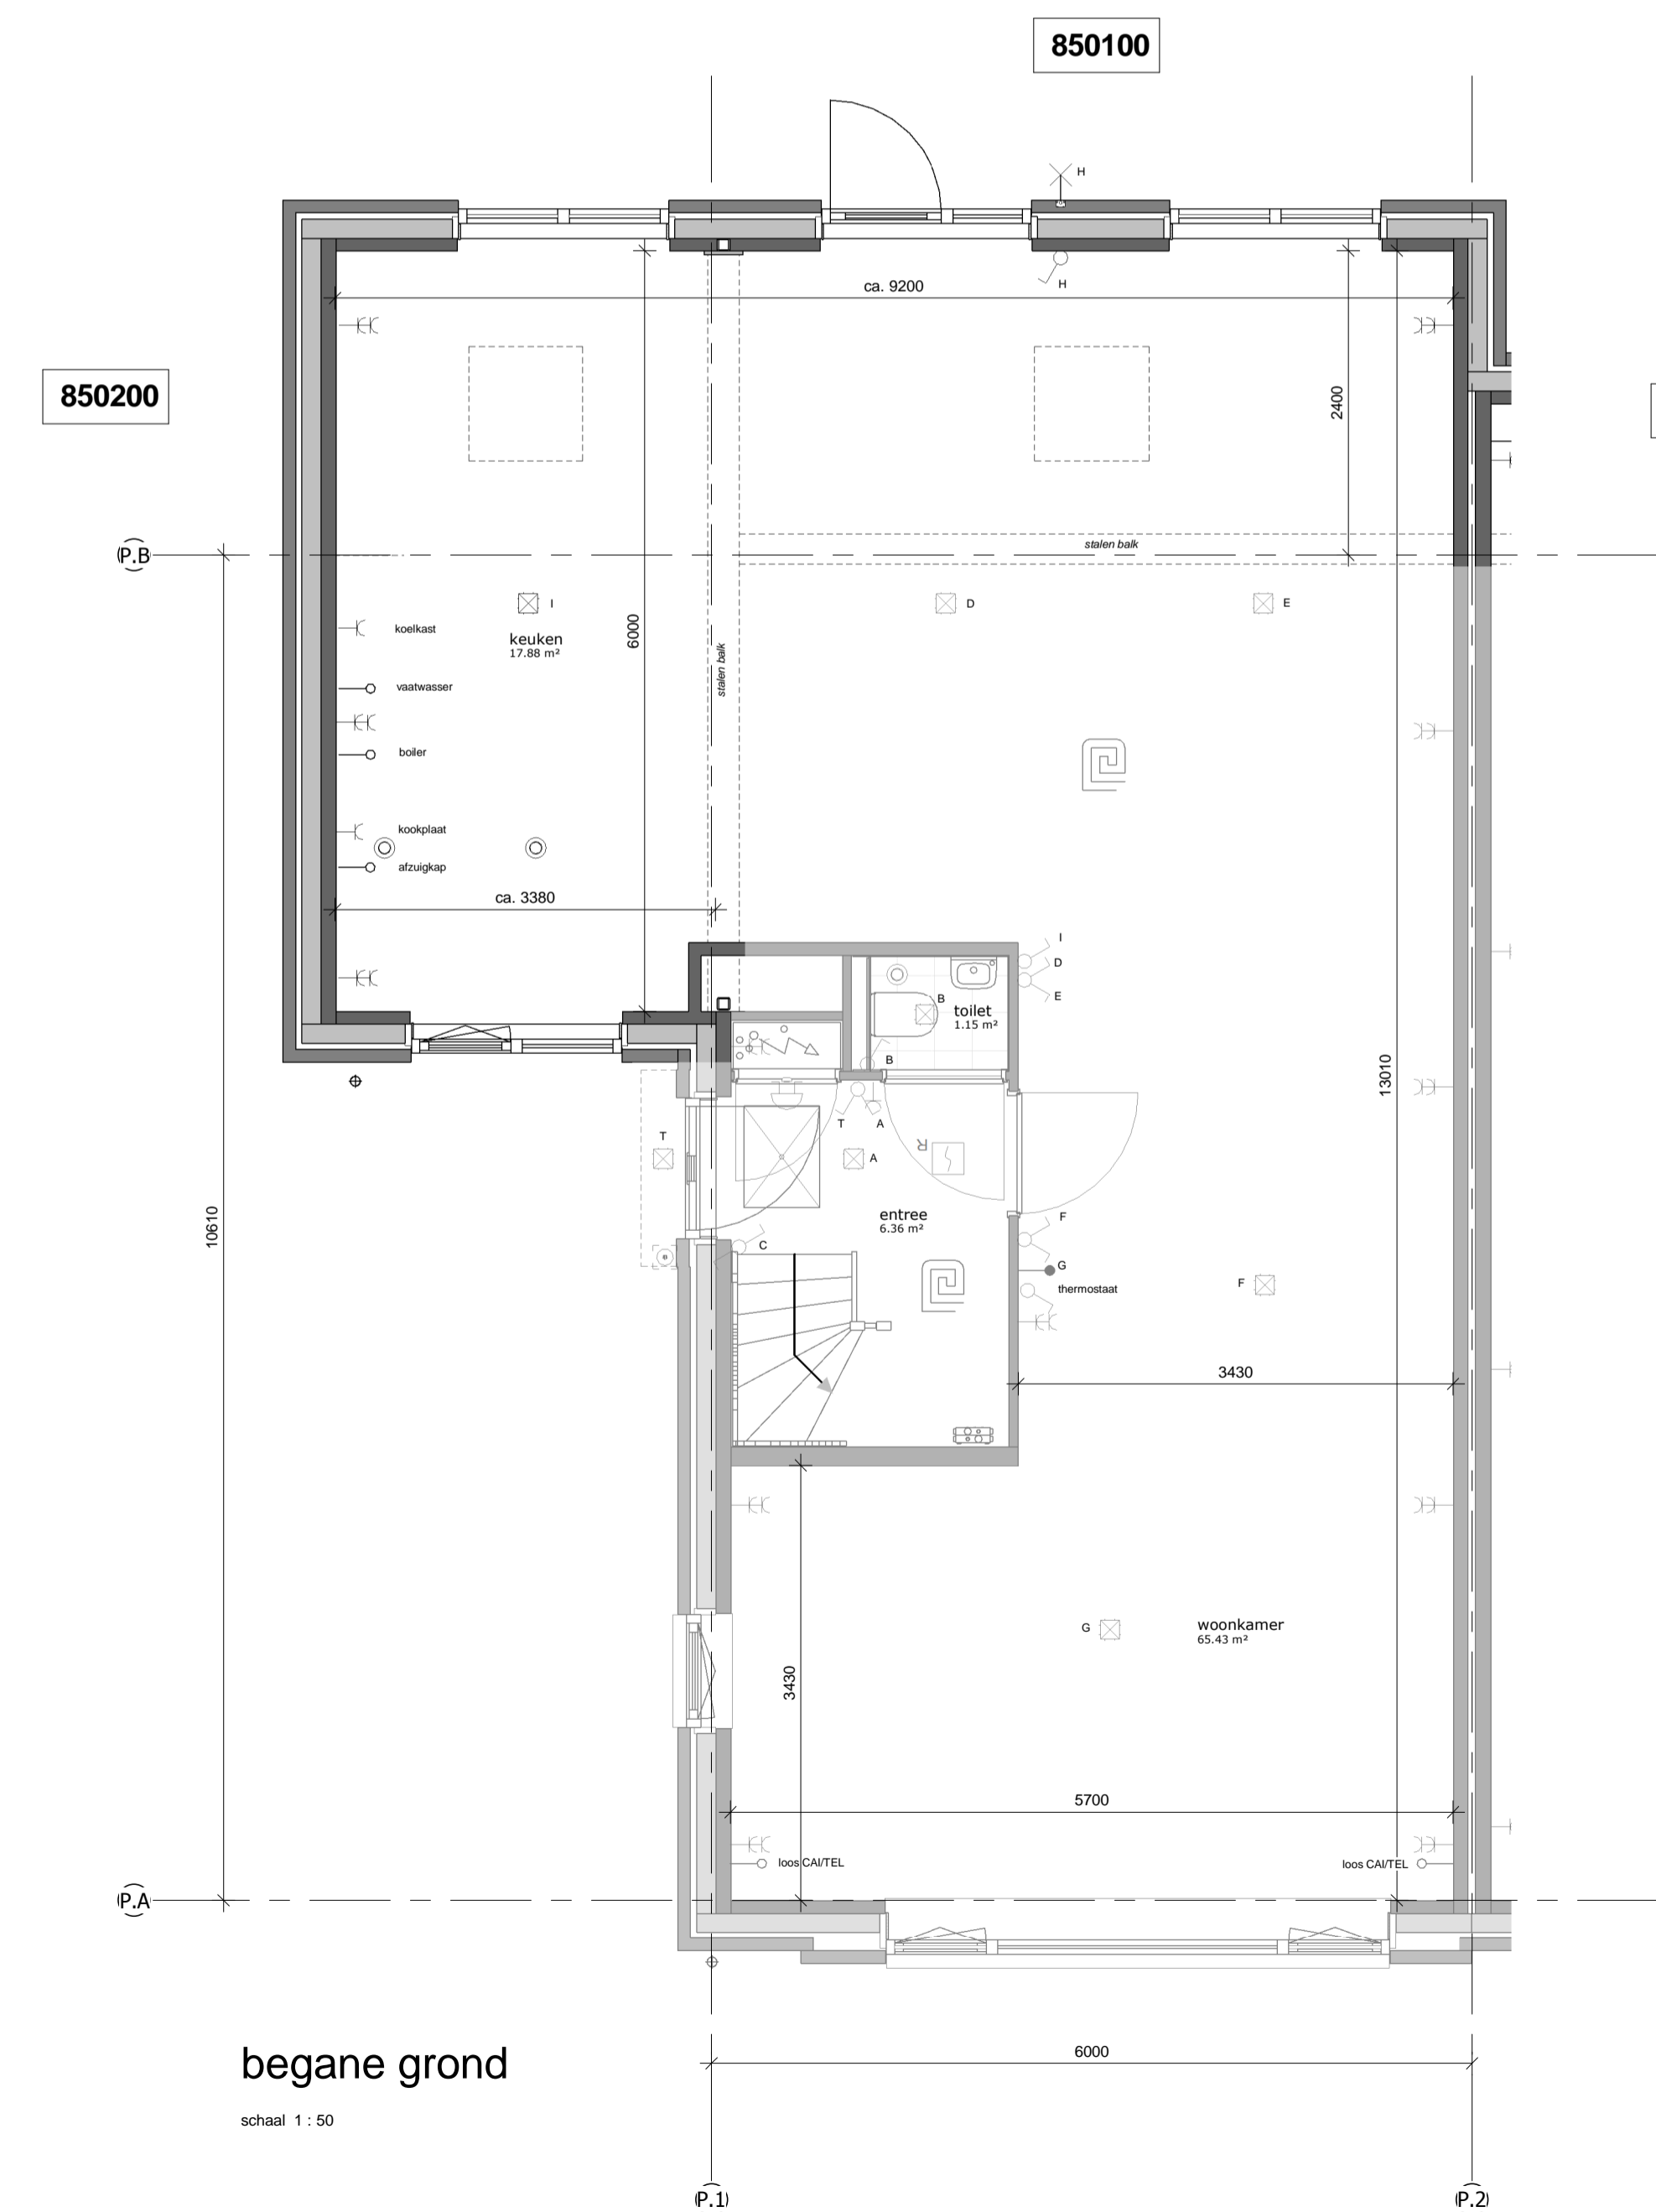 850100
H
H
ca. 9200
850200
2400
P.B
stalen balk
I
D
E
koelkast
keuken
17.88 m²
6000
stalen balk
vaatwasser
boiler
kookplaat
afzuigkap
ca. 3380
I
D
E
B
toilet
1.15 m²
B
13010
T
A
T
A
R
10610
entree
6.36 m²
F
C
G
thermostaat
F
3430
G
woonkamer
65.43 m²
3430
5700
loos CAI/TEL
loos CAI/TEL
P.A
begane grond
6000
schaal 1 : 50
P.1
P.2